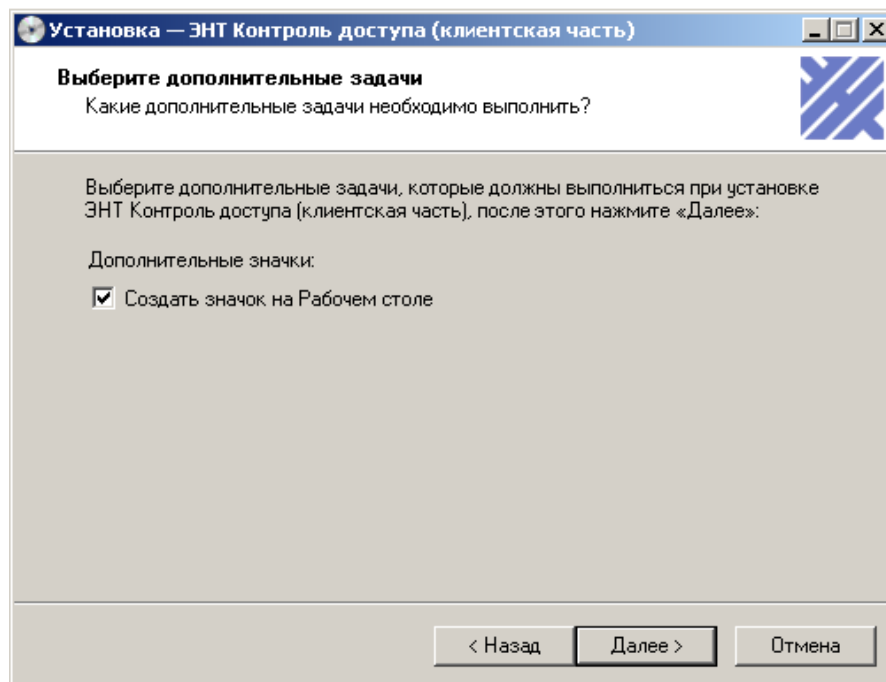 Установка — ЭНТ Контроль доступа (клиентская часть)
Выберите дополнительные задачи
Какие дополнительные задачи необходимо выполнить?
Выберите дополнительные задачи, которые должны выполниться при установке
ЭНТ Контроль доступа (клиентская часть), после этого нажмите «Далее»:
Дополнительные значки:
Создать значок на Рабочем столе
< Назад
Далее >
Отмена